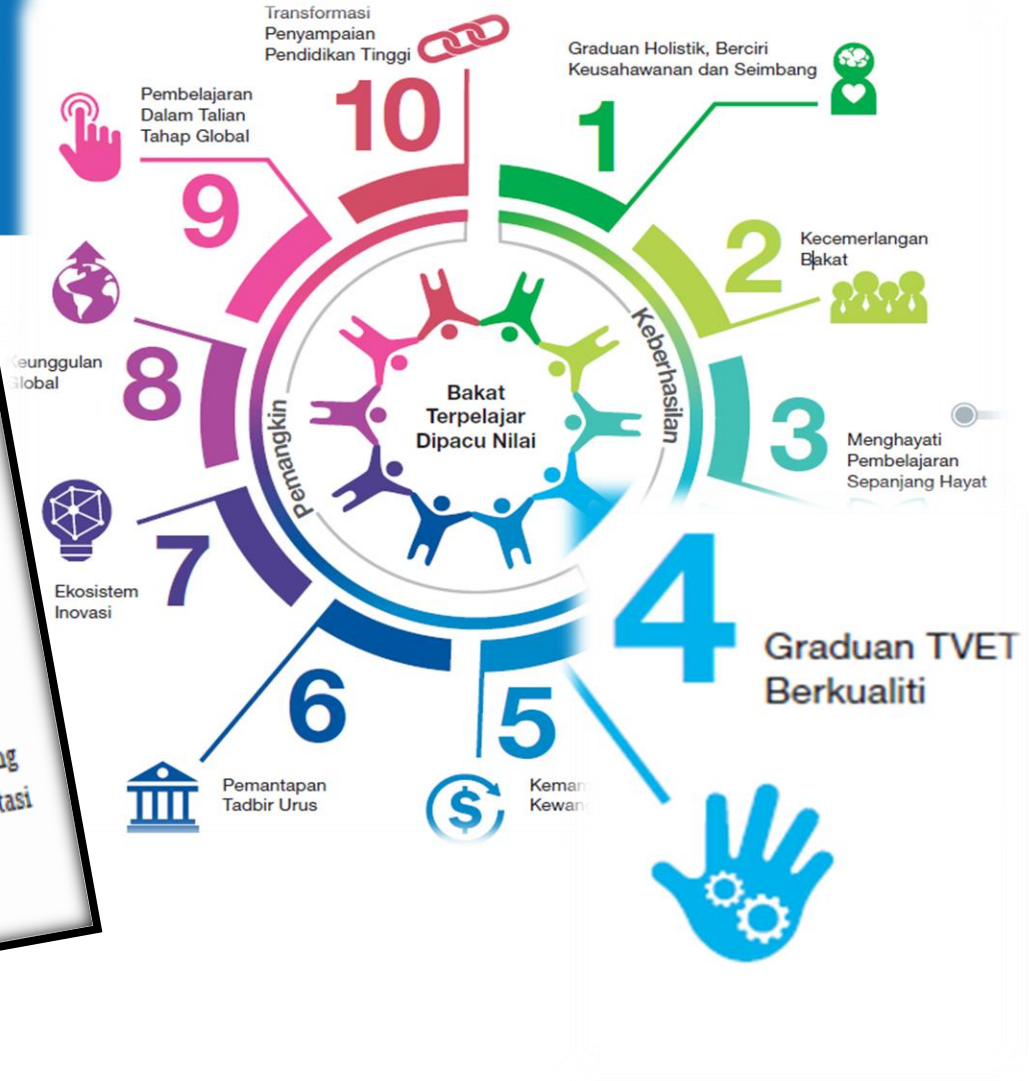 Transformasi
Penyampaian
Pendidikan Tinggi
10
Graduan Holistik, Berciri
Keusahawanan dan Seimbang
1
Pembelajaran
Dalam Talian
Tahap Global
9
2
Kecemerlangan
Bakat
Keunggulan
Global
8
3
Menghayati
Pembelajaran
Sepanjang Hayat
Pemangkin
Keberhasilan
Bakat
Terpelajar
Dipacu Nilai
4
Graduan TVET
Berkualiti
Ekosistem
Inovasi
7
6
Pemantapan
Tadbir Urus
5
$